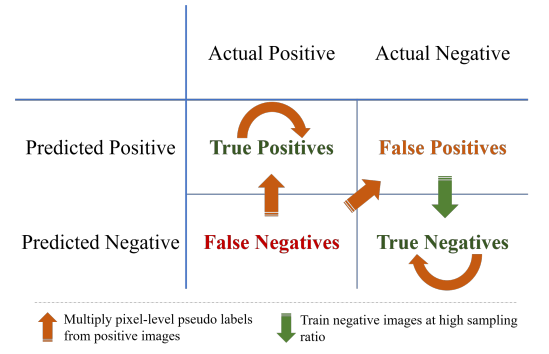 Actual Positive Actual Negative
Predicted Positive True Positives False Positives
Predicted Negative False Negatives True Negatives
Multiply pixel-level pseudo labels
from positive images
Train negative images at high sampling
ratio